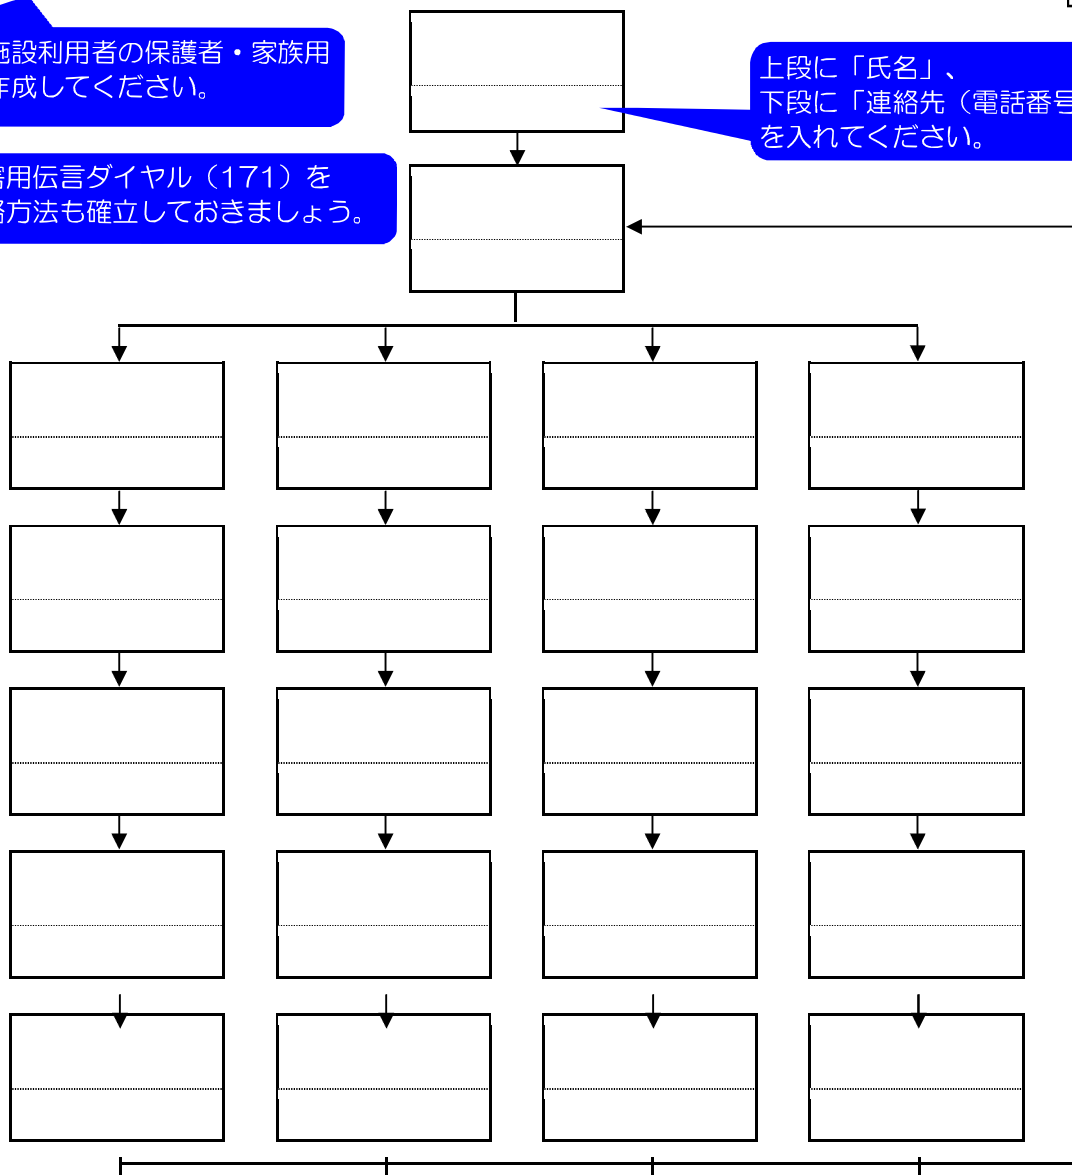 施設利用者の保護者・家族用
作成してください。
上段に「氏名」、
下段に「連絡先（電話番号
を入れてください。
害用伝言ダイヤル（171）を
絡方法も確立しておきましょう。